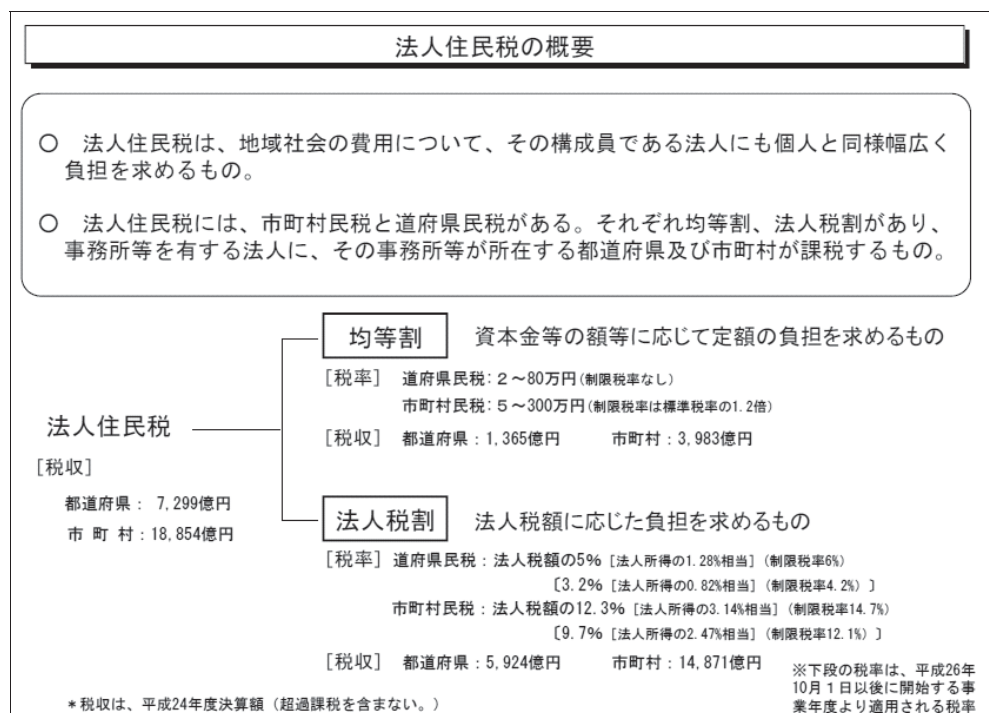 法人住民税の概要
○ 法人住民税は、地域社会の費用について、その構成員である法人にも個人と同様幅広く
負担を求めるもの。
○ 法人住民税には、市町村民税と道府県民税がある。それぞれ均等割、法人税割があり、
事務所等を有する法人に、その事務所等が所在する都道府県及び市町村が課税するもの。
法人住民税
[税収]
都道府県: 7,299億円
市町村:18,854億円
均等割 資本金等の額等に応じて定額の負担を求めるもの
[税率] 道府県民税:2~80万円(制限税率なし)
市町村民税:5~300万円(制限税率は標準税率の1.2倍)
[税収] 都道府県:1,365億円 市町村:3,983億円
法人税割 法人税額に応じた負担を求めるもの
[税率] 道府県民税:法人税額の5% [法人所得の1.28%相当](制限税率6%)
〔3.2% [法人所得の0.82%相当](制限税率4.2%)〕
市町村民税:法人税額の12.3% [法人所得の3.14%相当](制限税率14.7%)
〔9.7% [法人所得の2.47%相当](制限税率12.1%)〕
[税収] 都道府県:5,924億円 市町村:14,871億円
※下段の税率は、平成26年
10月1日以後に開始する事
業年度より適用される税率
*税収は、平成24年度決算額(超過課税を含まない。)